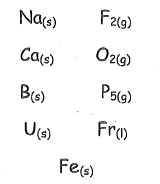 Na(s) F2(g)
Ca(s) O2(g)
B(s) P5(g)
U(s) Fr(l)
Fe(s)